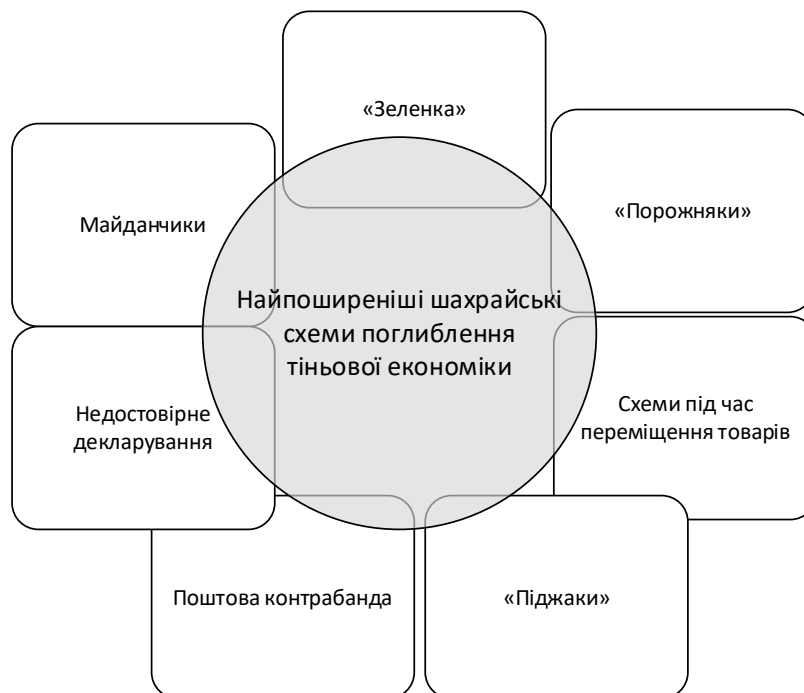 «Зеленка»
Майданчики
«Порожняки»
Найпоширеніші шахрайські
схеми поглиблення
тіньової економіки
Недостовірне
декларування
Схеми під час
переміщення товарів
Поштова контрабанда
«Піджаки»